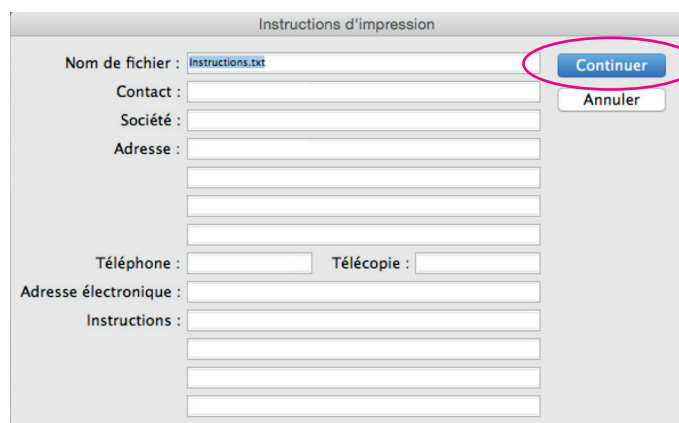 Instructions d'impression
Nom de fichier : Instructions.txt
Continuer
Contact :
Annuler
Société :
Adresse :
Téléphone :
Télécopie :
Adresse électronique :
Instructions :